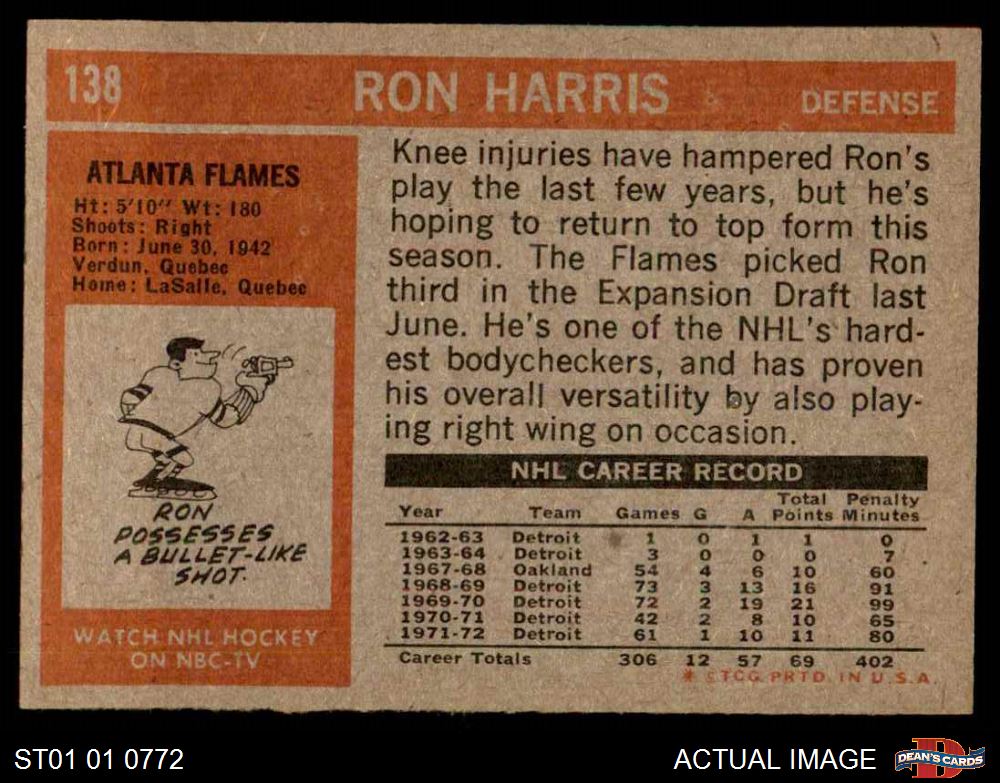 138 RON HARRIS DEFENSE
ATLANTA FLAMES
Ht: 5'10" Wt: 180
Shoots: Right
Born: June 30, 1942
Verdun, Quebec
Home: LaSalle, Quebec
RON
POSSESSES
A BULLET-LIKE
SHOT.
WATCH NHL HOCKEY
ON NBC-TV
Knee injuries have hampered Ron's
play the last few years, but he's
hoping to return to top form this
season. The Flames picked Ron
third in the Expansion Draft last
June. He's one of the NHL's hard-
est bodycheckers, and has proven
his overall versatility by also play-
ing right wing on occasion.
NHL CAREER RECORD
Year Team Games G A Total Points Penalty Minutes
1962-63 Detroit 1 0 1 1 0
1963-64 Detroit 3 0 0 0 7
1967-68 Oakland 54 4 6 10 60
1968-69 Detroit 73 3 13 16 91
1969-70 Detroit 72 2 19 21 99
1970-71 Detroit 42 2 8 10 65
1971-72 Detroit 61 1 10 11 80
Career Totals 306 12 57 69 402
* © TCG PRTD. IN U.S.A.
ST01 01 0772 ACTUAL IMAGE DEAN'S CARDS